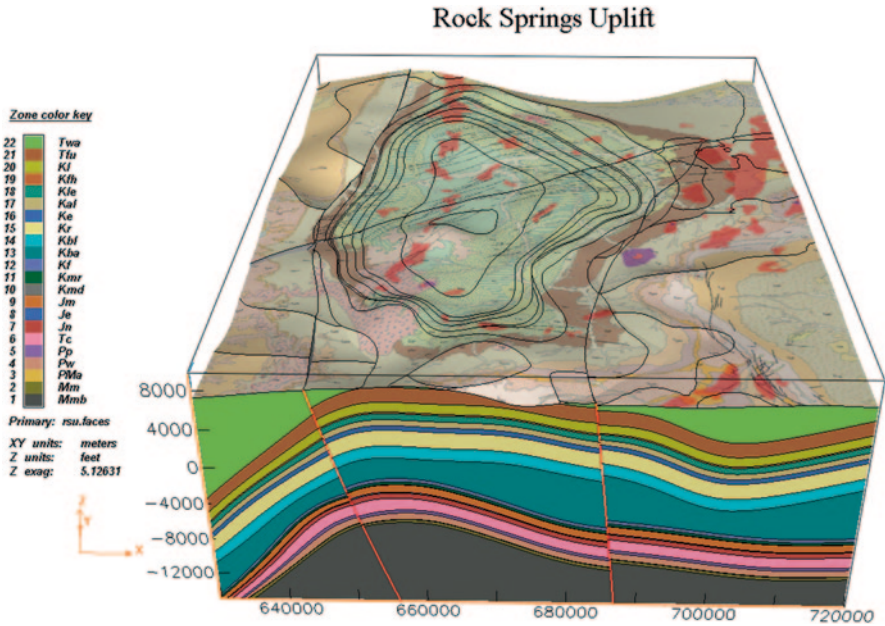 Rock Springs Uplift
Zone color key
22 Twa
21 Tfu
20 Kl
19 Kfh
18 Kle
17 Kal
16 Ke
15 Kr
14 Kbl
13 Kba
12 Kf
11 Kmr
10 Kmd
9 Jm
8 Je
7 Jn
6 Tc
5 Pp
4 Pw
3 PMa
2 Mm
1 Mmb
Primary: rsu.faces
XY units: meters
Z units: feet
Z exag: 5.12631
Z
Y
X
8000
4000
0
−4000
−8000
−12000
640000
660000
680000
700000
720000